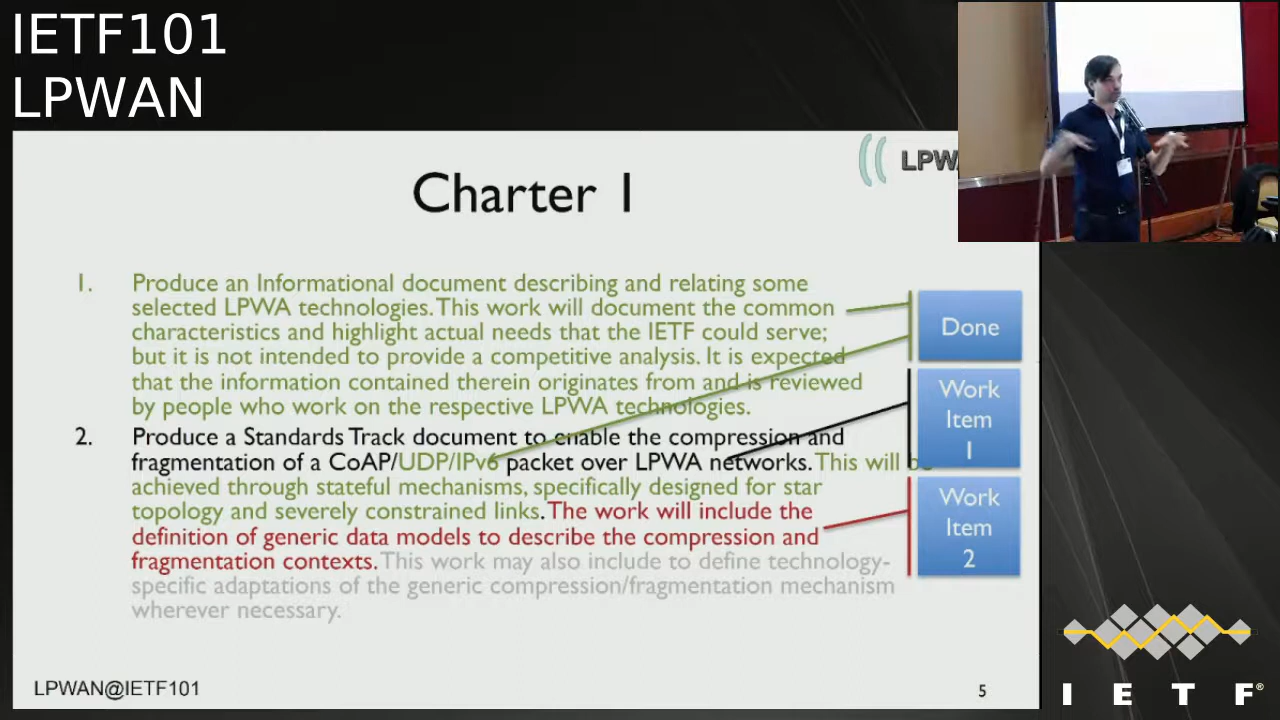 IETF101
LPWAN
Charter 1
1. Produce an Informational document describing and relating some
selected LPWA technologies. This work will document the common
characteristics and highlight actual needs that the IETF could serve;
but it is not intended to provide a competitive analysis. It is expected
that the information contained therein originates from and is reviewed
by people who work on the respective LPWA technologies.
2. Produce a Standards Track document to enable the compression and
fragmentation of a CoAP/UDP/IPv6 packet over LPWA networks. This will be
achieved through stateful mechanisms, specifically designed for star
topology and severely constrained links. The work will include the
definition of generic data models to describe the compression and
fragmentation contexts. This work may also include to define technology-
specific adaptations of the generic compression/fragmentation mechanism
wherever necessary.
Done
Work
Item
1
Work
Item
2
LPWAN@IETF101
5
I E T F®